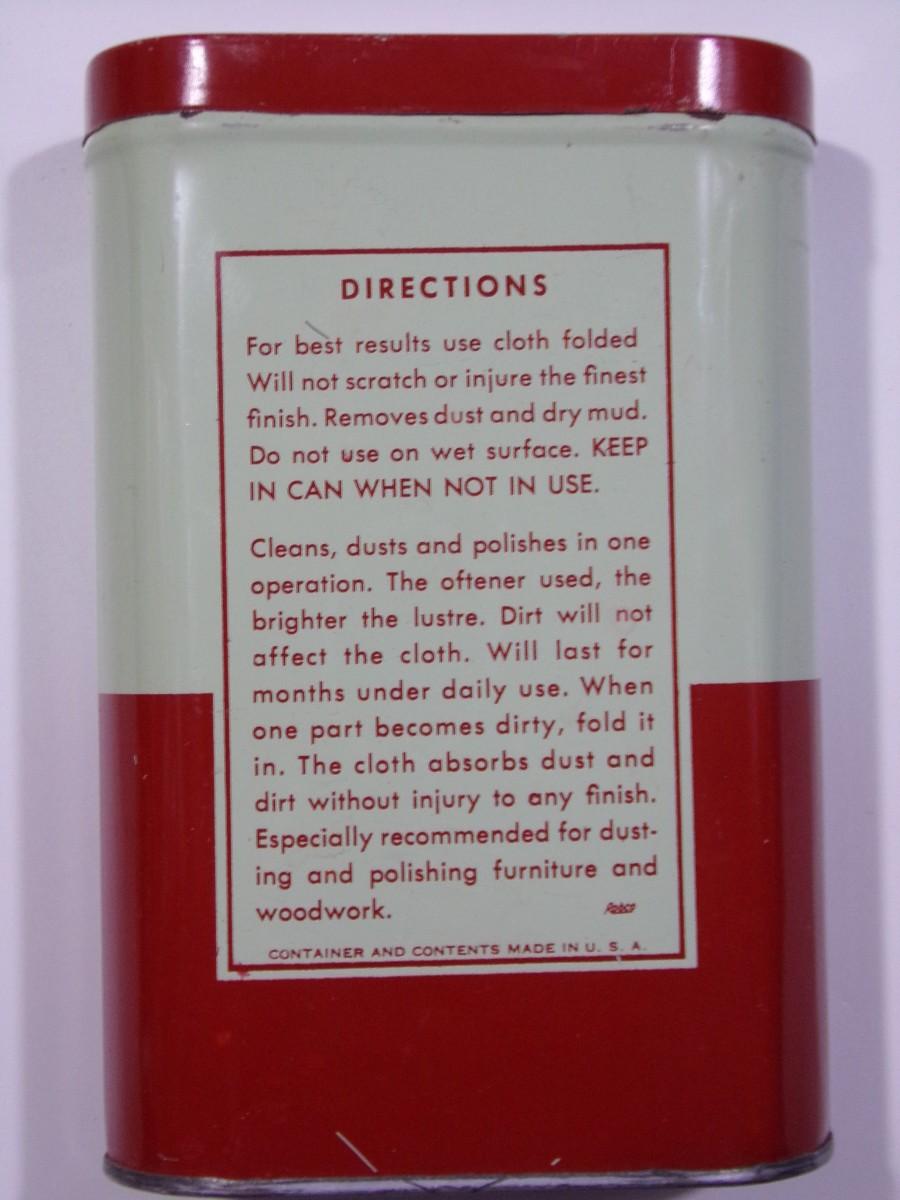 DIRECTIONS
For best results use cloth folded
Will not scratch or injure the finest
finish. Removes dust and dry mud.
Do not use on wet surface. KEEP
IN CAN WHEN NOT IN USE.
Cleans, dusts and polishes in one
operation. The oftener used, the
brighter the lustre. Dirt will not
affect the cloth. Will last for
months under daily use. When
one part becomes dirty, fold it
in. The cloth absorbs dust and
dirt without injury to any finish.
Especially recommended for dust-
ing and polishing furniture and
woodwork.
CONTAINER AND CONTENTS MADE IN U. S. A.